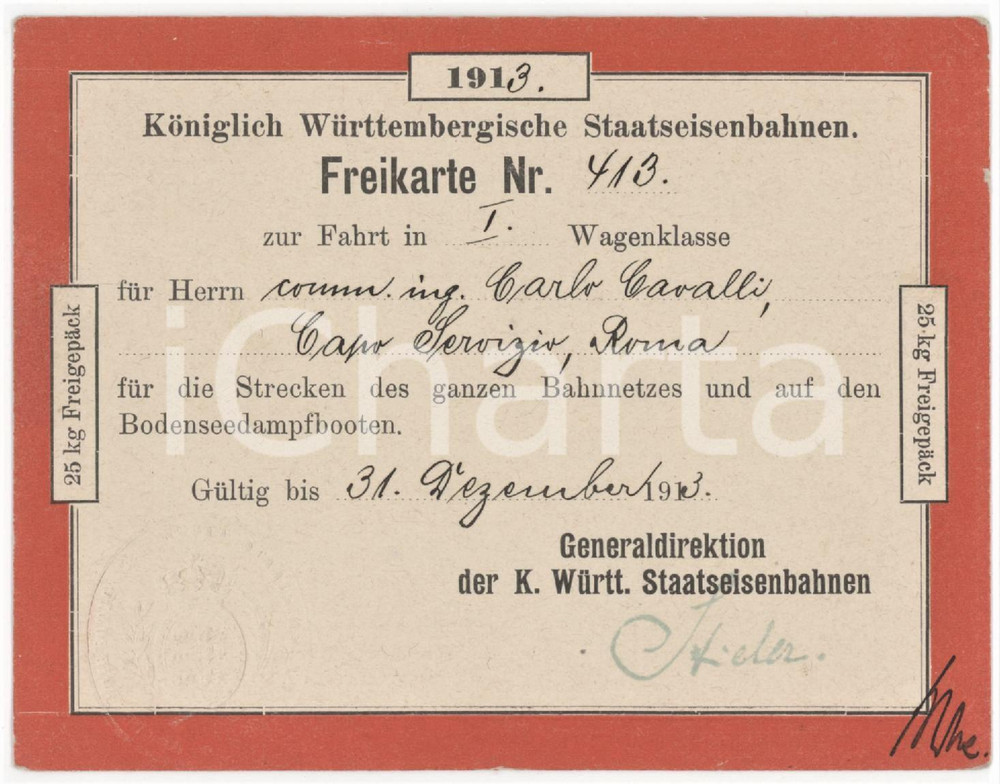 1913.
Königlich Württembergische Staatseisenbahnen.
Freikarte Nr. 413.
zur Fahrt in I. Wagenklasse
für Herrn comm. ing. Carlo Cavalli,
Capo Servizio, Roma
für die Strecken des ganzen Bahnnetzes und auf den
Bodenseedampfbooten.
Gültig bis 31. Dezember 1913.
Generaldirektion
der K. Württ. Staatseisenbahnen
25 kg Freigepäck
25 kg Freigepäck
iCharta